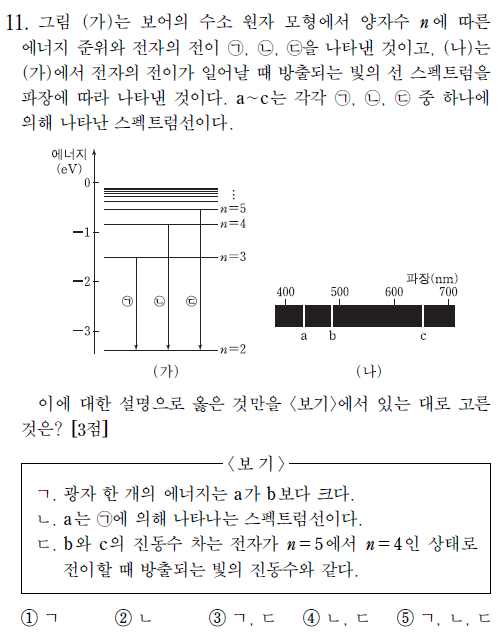 11. 그림 (가)는 보어의 수소 원자 모형에서 양자수 n에 따른
에너지 준위와 전자의 전이 ㉠, ㉡, ㉢을 나타낸 것이고, (나)는
(가)에서 전자의 전이가 일어날 때 방출되는 빛의 선 스펙트럼을
파장에 따라 나타낸 것이다. a~c는 각각 ㉠, ㉡, ㉢ 중 하나에
의해 나타난 스펙트럼선이다.
에너지
(eV)
0
⋮
n=5
n=4
-1
n=3
-2
㉠ ㉡ ㉢
-3
n=2
(가)
파장(nm)
400 500 600 700
a b c
(나)
이에 대한 설명으로 옳은 것만을 〈보기〉에서 있는 대로 고른
것은? [3점]
〈보 기〉
ㄱ. 광자 한 개의 에너지는 a가 b보다 크다.
ㄴ. a는 ㉠에 의해 나타나는 스펙트럼선이다.
ㄷ. b와 c의 진동수 차는 전자가 n=5에서 n=4인 상태로
전이할 때 방출되는 빛의 진동수와 같다.
① ㄱ ② ㄴ ③ ㄱ, ㄷ ④ ㄴ, ㄷ ⑤ ㄱ, ㄴ, ㄷ